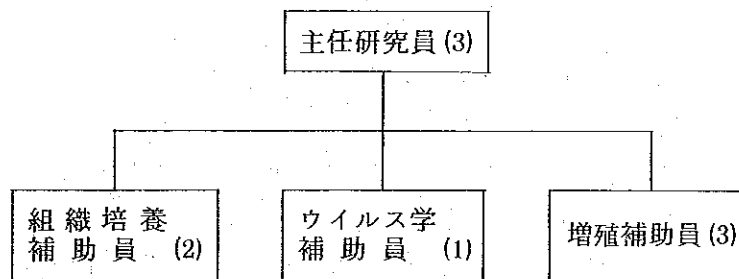 主任研究員 (3)
組織培養
補助員 (2)
ウイルス学
補助員 (1)
増殖補助員 (3)